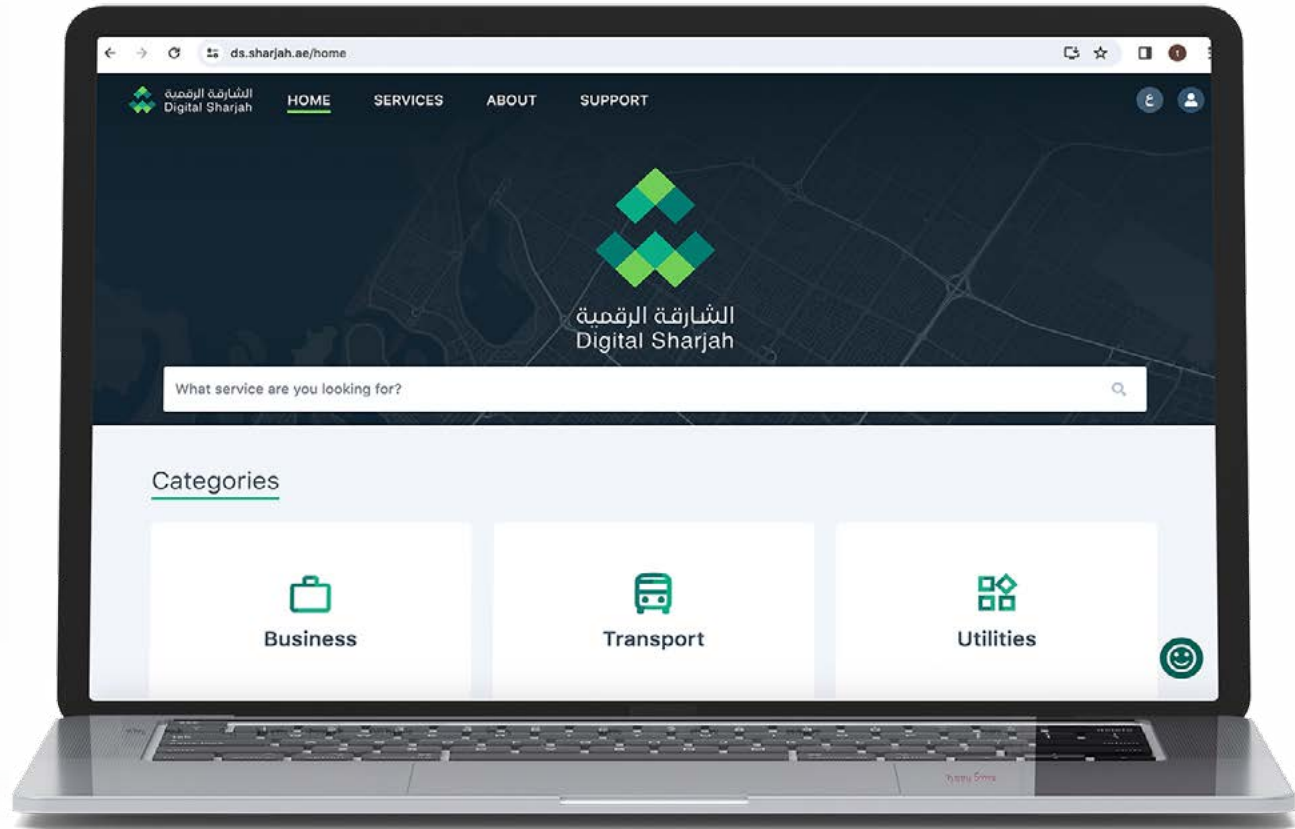 ds.sharjah.ae/home
الشارقة الرقمية
Digital Sharjah
HOME
SERVICES
ABOUT
SUPPORT
ع
الشارقة الرقمية
Digital Sharjah
What service are you looking for?
Categories
Business
Transport
Utilities